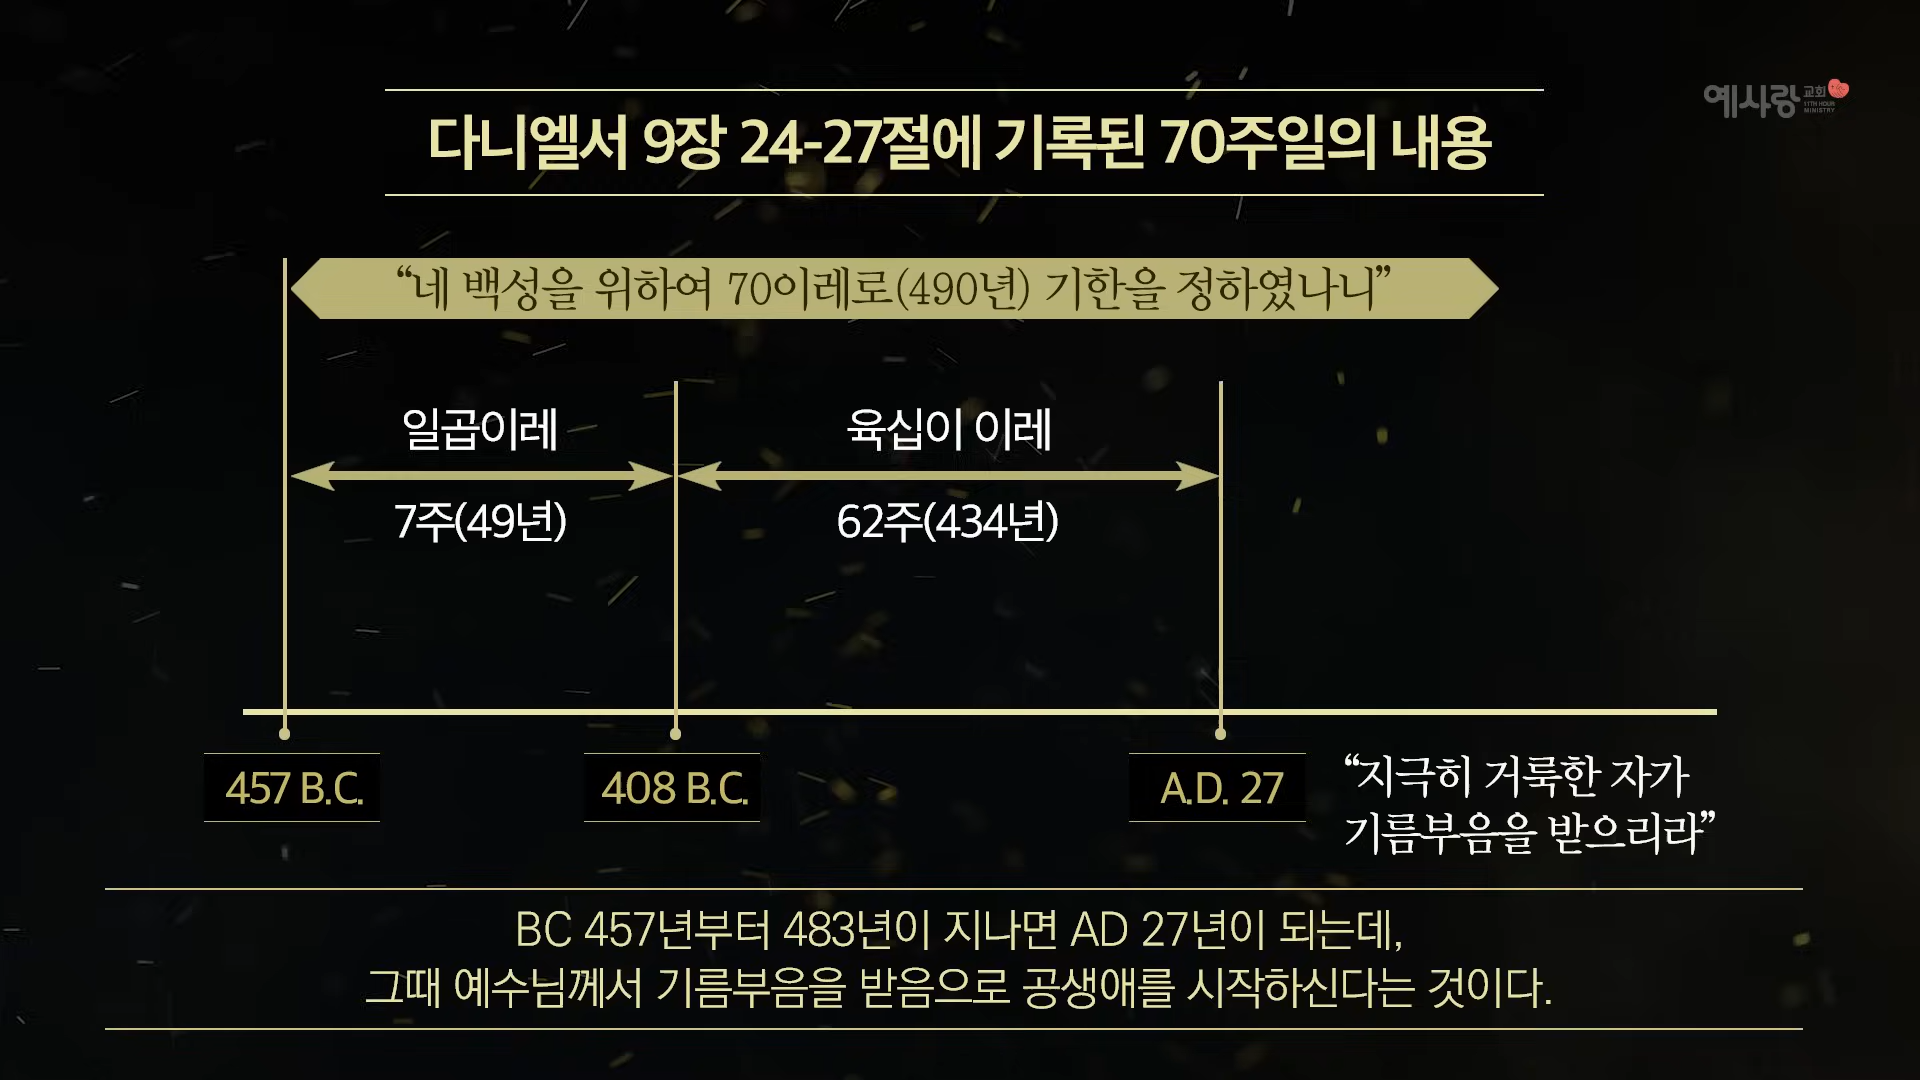 예사랑교회
11TH HOUR
MINISTRY
다니엘서 9장 24-27절에 기록된 70주일의 내용
“네 백성을 위하여 70이레로(490년) 기한을 정하였나니”
일곱이레
육십이 이레
7주(49년)
62주(434년)
457 B.C.
408 B.C.
A.D. 27
“지극히 거룩한 자가
기름부음을 받으리라”
BC 457년부터 483년이 지나면 AD 27년이 되는데,
그때 예수님께서 기름부음을 받음으로 공생애를 시작하신다는 것이다.